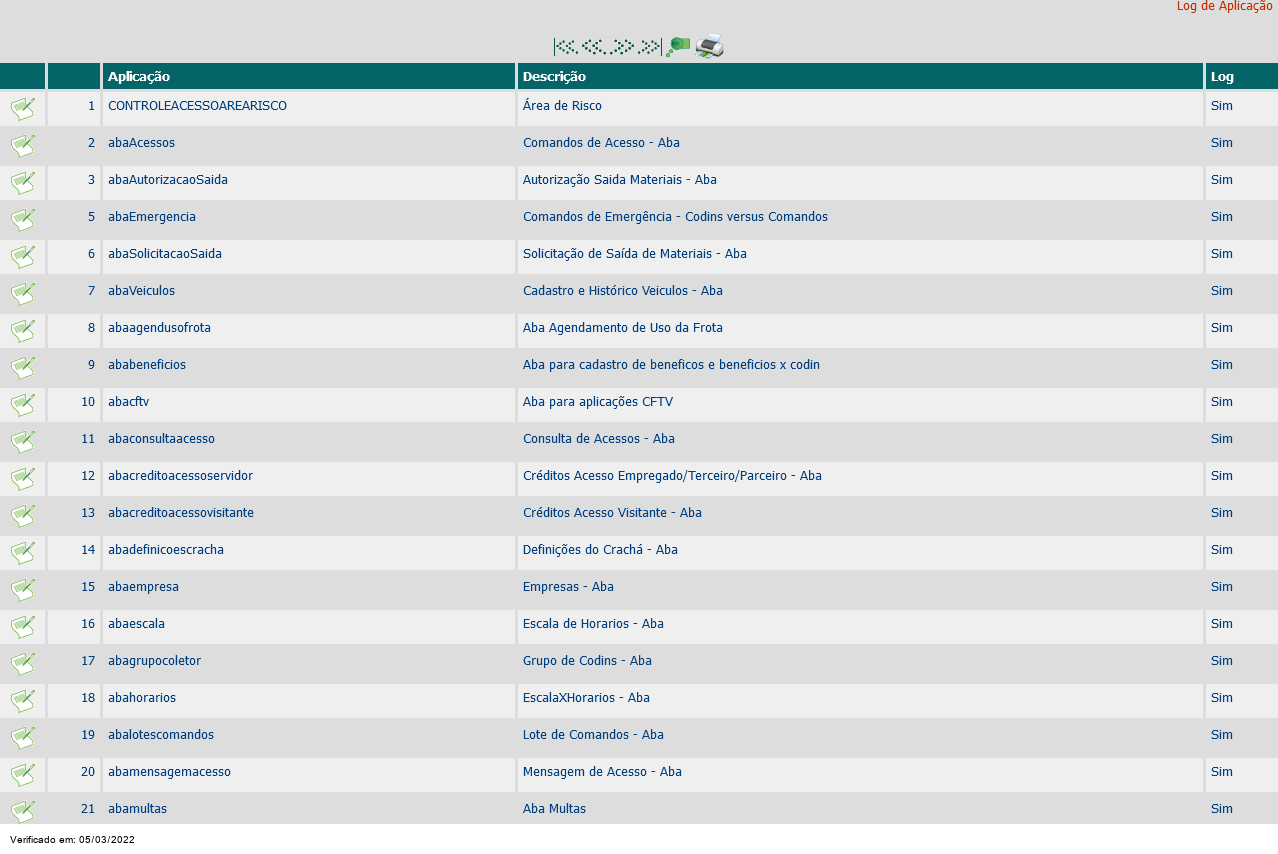 Log de Aplicação
Aplicação Descrição Log
1 CONTROLEACESSOAREARISCO Área de Risco Sim
2 abaAcessos Comandos de Acesso - Aba Sim
3 abaAutorizacaoSaida Autorização Saida Materiais - Aba Sim
5 abaEmergencia Comandos de Emergência - Codins versus Comandos Sim
6 abaSolicitacaoSaida Solicitação de Saída de Materiais - Aba Sim
7 abaVeiculos Cadastro e Histórico Veiculos - Aba Sim
8 abaagendusofrota Aba Agendamento de Uso da Frota Sim
9 ababeneficios Aba para cadastro de beneficos e beneficios x codin Sim
10 abacftv Aba para aplicações CFTV Sim
11 abaconsultaacesso Consulta de Acessos - Aba Sim
12 abacreditoacessoservidor Créditos Acesso Empregado/Terceiro/Parceiro - Aba Sim
13 abacreditoacessovisitante Créditos Acesso Visitante - Aba Sim
14 abadefinicoescracha Definições do Crachá - Aba Sim
15 abaempresa Empresas - Aba Sim
16 abaescala Escala de Horarios - Aba Sim
17 abagrupocoletor Grupo de Codins - Aba Sim
18 abahorarios EscalaXHorarios - Aba Sim
19 abalotescomandos Lote de Comandos - Aba Sim
20 abamensagemacesso Mensagem de Acesso - Aba Sim
21 abamultas Aba Multas Sim
Verificado em: 05/03/2022